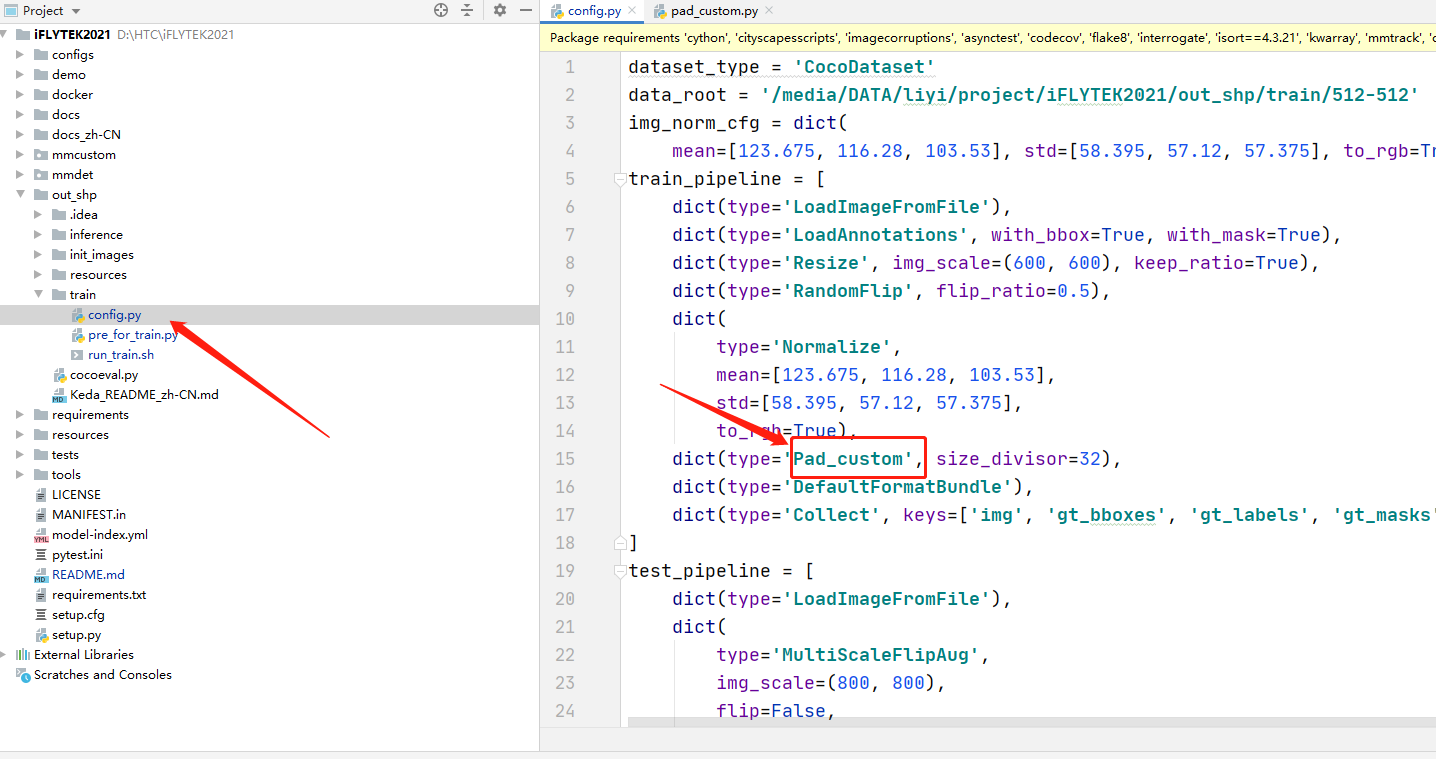 Project
iFLYTEK2021 D:\HTC\iFLYTEK2021
configs
demo
docker
docs
docs_zh-CN
mmcustom
mmdet
out_shp
.idea
inference
init_images
resources
train
config.py
pre_for_train.py
run_train.sh
cocoeval.py
Keda_README_zh-CN.md
requirements
resources
tests
tools
LICENSE
MANIFEST.in
model-index.yml
pytest.ini
README.md
requirements.txt
setup.cfg
setup.py
External Libraries
Scratches and Consoles
config.py pad_custom.py
Package requirements 'cython', 'cityscapesscripts', 'imagecorruptions', 'asynctest', 'codecov', 'flake8', 'interrogate', 'isort==4.3.21', 'kwarray', 'mmtrack',
1 dataset_type = 'CocoDataset'
2 data_root = '/media/DATA/liyi/project/iFLYTEK2021/out_shp/train/512-512'
3 img_norm_cfg = dict(
4 mean=[123.675, 116.28, 103.53], std=[58.395, 57.12, 57.375], to_rgb=Tr
5 train_pipeline = [
6 dict(type='LoadImageFromFile'),
7 dict(type='LoadAnnotations', with_bbox=True, with_mask=True),
8 dict(type='Resize', img_scale=(600, 600), keep_ratio=True),
9 dict(type='RandomFlip', flip_ratio=0.5),
10 dict(
11 type='Normalize',
12 mean=[123.675, 116.28, 103.53],
13 std=[58.395, 57.12, 57.375],
14 to_rgb=True),
15 dict(type='Pad_custom', size_divisor=32),
16 dict(type='DefaultFormatBundle'),
17 dict(type='Collect', keys=['img', 'gt_bboxes', 'gt_labels', 'gt_masks'
18 ]
19 test_pipeline = [
20 dict(type='LoadImageFromFile'),
21 dict(
22 type='MultiScaleFlipAug',
23 img_scale=(800, 800),
24 flip=False,